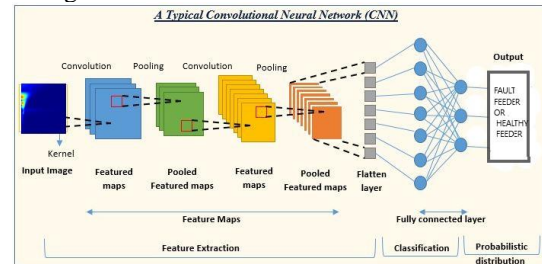 A Typical Convolutional Neural Network (CNN)
Convolution Pooling Convolution Pooling
Output
FAULT
FEEDER
OR
HEALTHY
FEEDER
Kernel
Input Image
Featured
maps
Pooled
Featured maps
Featured
maps
Pooled
Featured maps
Flatten
layer
Feature Maps
Fully connected layer
Feature Extraction
Classification
Probabilistic
distribution